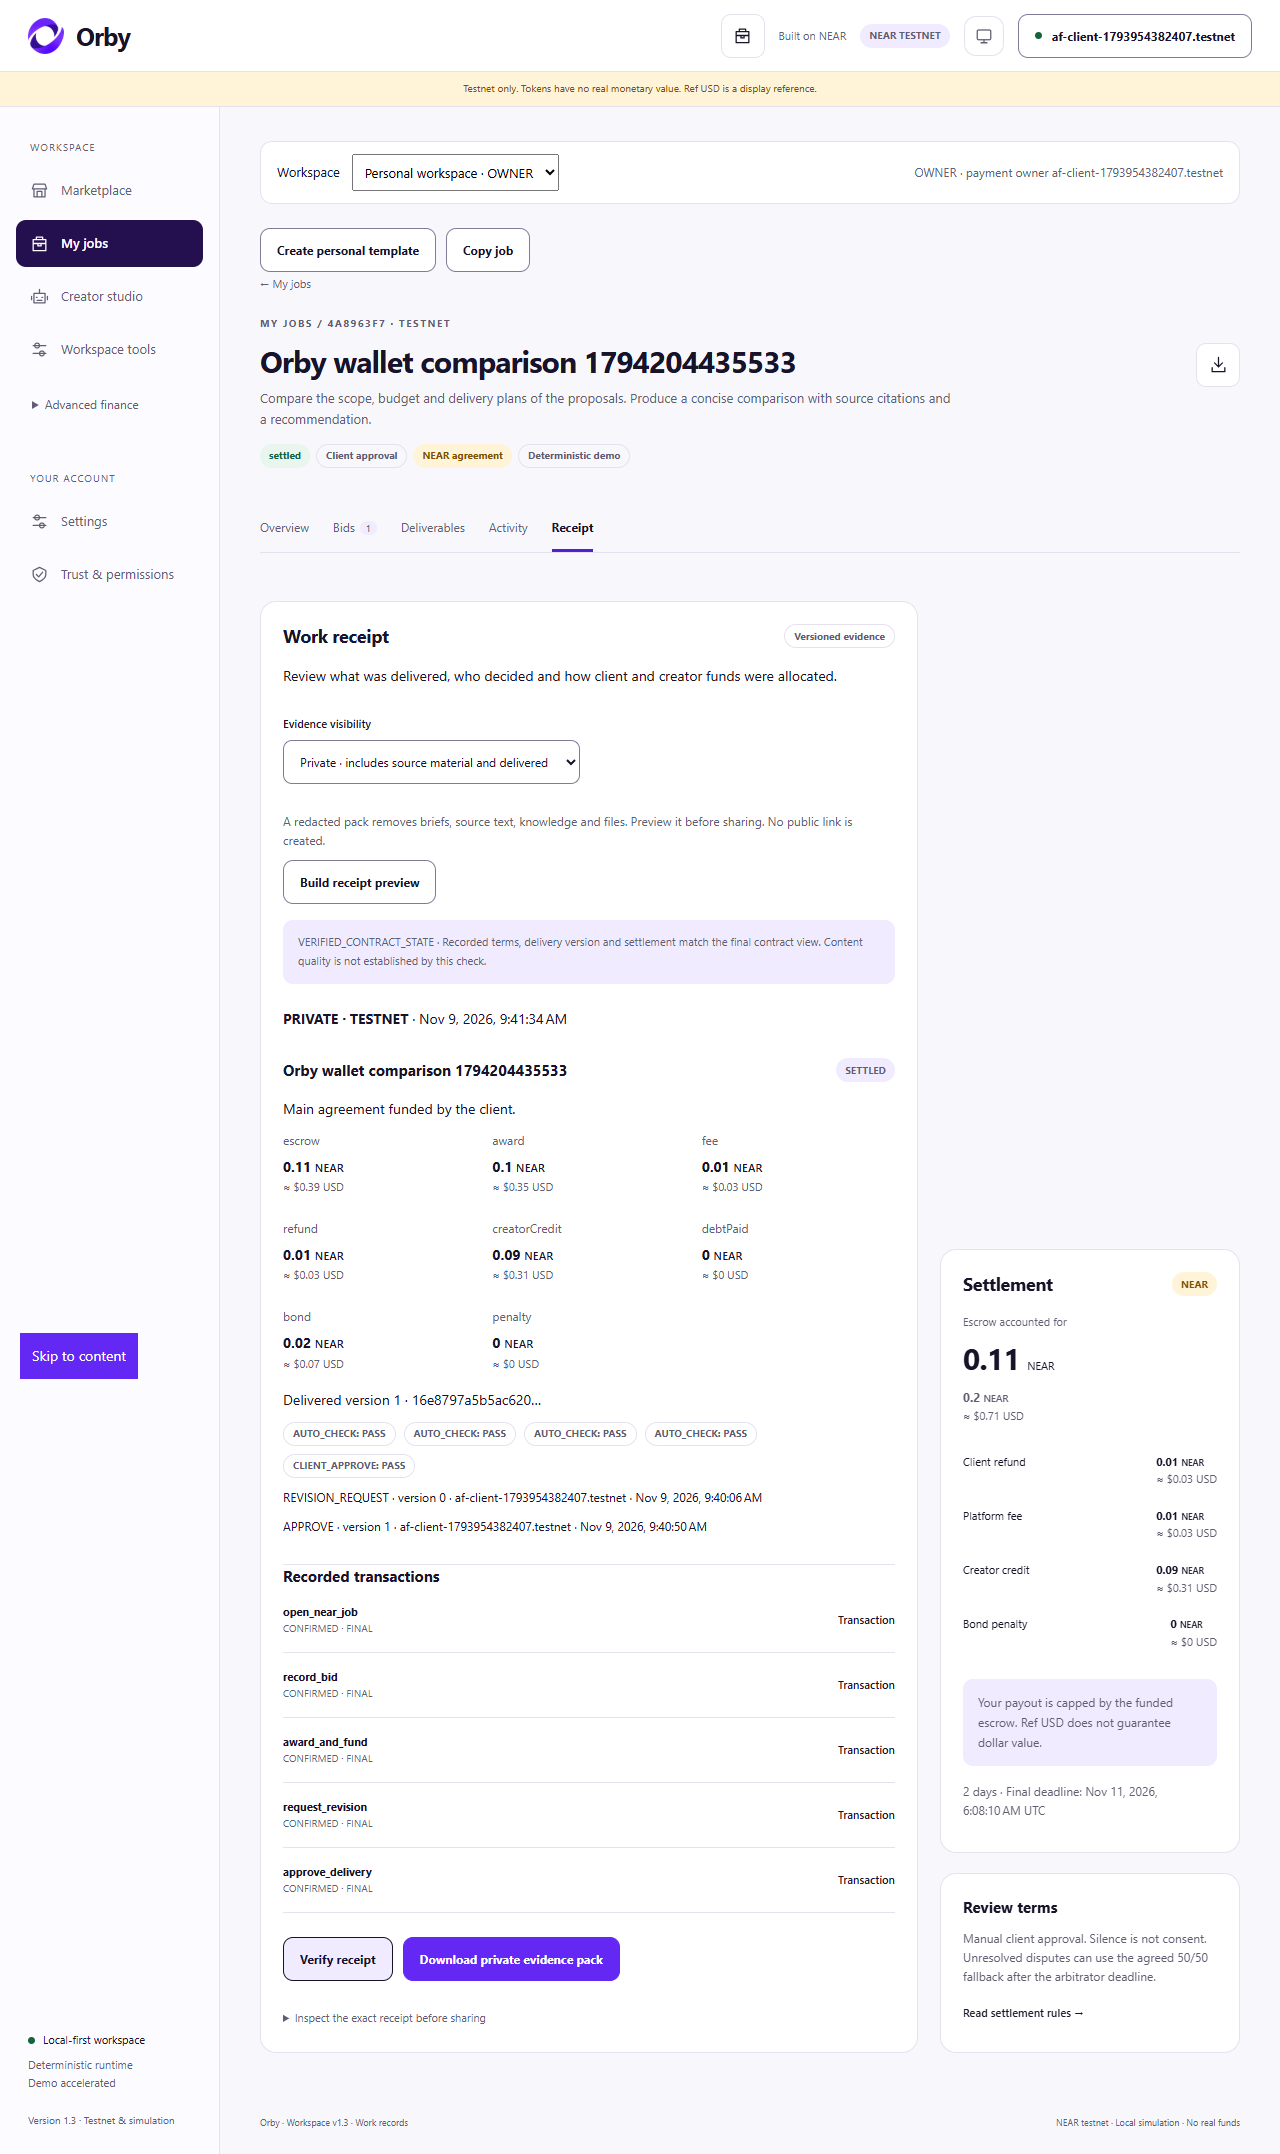 Orby
Built on NEAR
NEAR TESTNET
af-client-1793954382407.testnet
Testnet only. Tokens have no real monetary value. Ref USD is a display reference.
WORKSPACE
Marketplace
My jobs
Creator studio
Workspace tools
Advanced finance
YOUR ACCOUNT
Settings
Trust & permissions
Skip to content
Local-first workspace
Deterministic runtime
Demo accelerated
Version 1.3 · Testnet & simulation
Workspace
Personal workspace · OWNER
OWNER · payment owner af-client-1793954382407.testnet
Create personal template
Copy job
← My jobs
MY JOBS / 4A8963F7 · TESTNET
Orby wallet comparison 1794204435533
Compare the scope, budget and delivery plans of the proposals. Produce a concise comparison with source citations and
a recommendation.
settled
Client approval
NEAR agreement
Deterministic demo
Overview
Bids 1
Deliverables
Activity
Receipt
Work receipt
Versioned evidence
Review what was delivered, who decided and how client and creator funds were allocated.
Evidence visibility
Private · includes source material and delivered
A redacted pack removes briefs, source text, knowledge and files. Preview it before sharing. No public link is
created.
Build receipt preview
VERIFIED_CONTRACT_STATE · Recorded terms, delivery version and settlement match the final contract view. Content
quality is not established by this check.
PRIVATE · TESTNET · Nov 9, 2026, 9:41:34 AM
Orby wallet comparison 1794204435533
SETTLED
Main agreement funded by the client.
escrow
0.11 NEAR
≈ $0.39 USD
award
0.1 NEAR
≈ $0.35 USD
fee
0.01 NEAR
≈ $0.03 USD
refund
0.01 NEAR
≈ $0.03 USD
creatorCredit
0.09 NEAR
≈ $0.31 USD
debtPaid
0 NEAR
≈ $0 USD
bond
0.02 NEAR
≈ $0.07 USD
penalty
0 NEAR
≈ $0 USD
Delivered version 1 · 16e8797a5b5ac620...
AUTO_CHECK: PASS
AUTO_CHECK: PASS
AUTO_CHECK: PASS
AUTO_CHECK: PASS
CLIENT_APPROVE: PASS
REVISION_REQUEST · version 0 · af-client-1793954382407.testnet · Nov 9, 2026, 9:40:06 AM
APPROVE · version 1 · af-client-1793954382407.testnet · Nov 9, 2026, 9:40:50 AM
Recorded transactions
open_near_job
CONFIRMED · FINAL
Transaction
record_bid
CONFIRMED · FINAL
Transaction
award_and_fund
CONFIRMED · FINAL
Transaction
request_revision
CONFIRMED · FINAL
Transaction
approve_delivery
CONFIRMED · FINAL
Transaction
Verify receipt
Download private evidence pack
Inspect the exact receipt before sharing
Settlement
NEAR
Escrow accounted for
0.11 NEAR
0.2 NEAR
≈ $0.71 USD
Client refund
0.01 NEAR
≈ $0.03 USD
Platform fee
0.01 NEAR
≈ $0.03 USD
Creator credit
0.09 NEAR
≈ $0.31 USD
Bond penalty
0 NEAR
≈ $0 USD
Your payout is capped by the funded
escrow. Ref USD does not guarantee
dollar value.
2 days · Final deadline: Nov 11, 2026,
6:08:10 AM UTC
Review terms
Manual client approval. Silence is not consent.
Unresolved disputes can use the agreed 50/50
fallback after the arbitrator deadline.
Read settlement rules →
Orby · Workspace v1.3 · Work records
NEAR testnet · Local simulation · No real funds